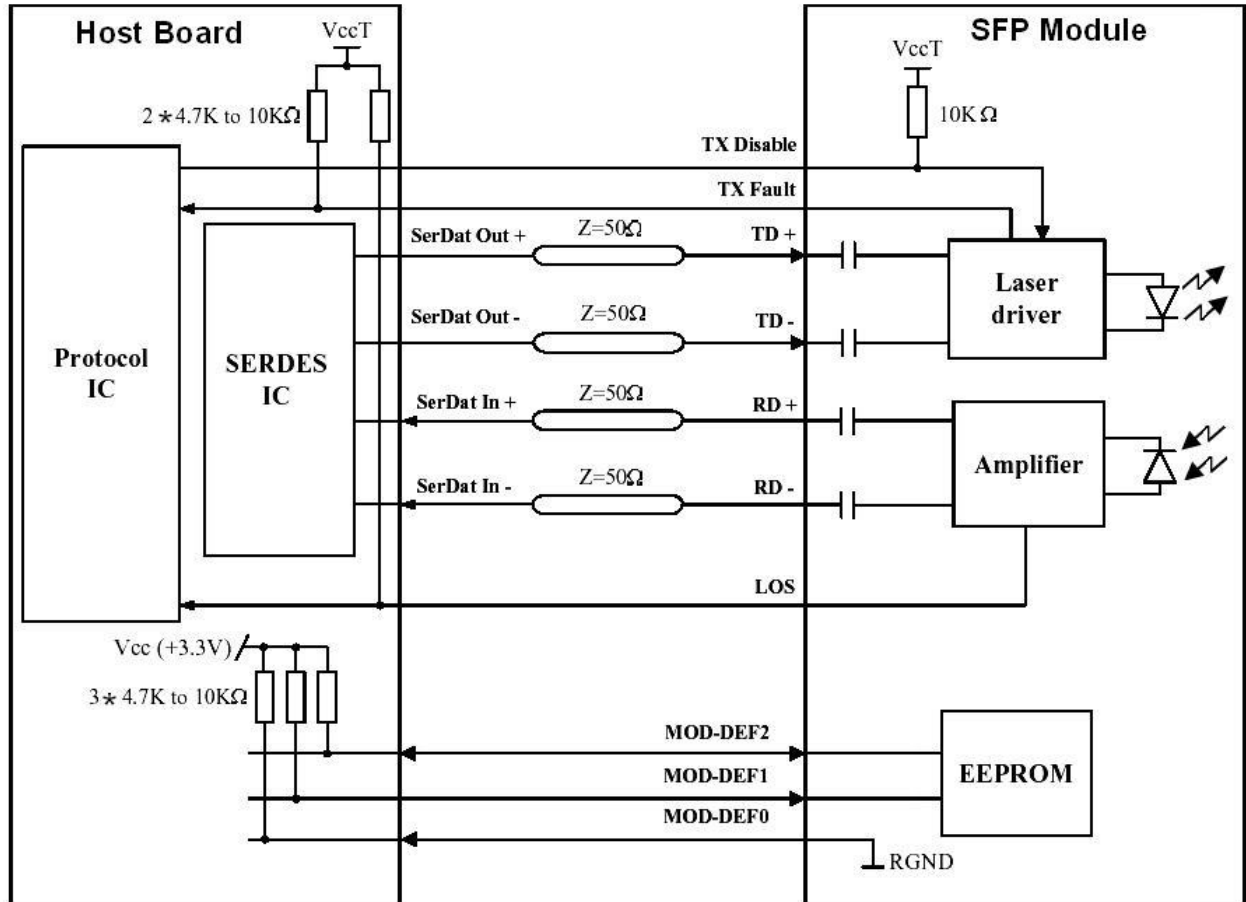 Host Board
SFP Module
VccT
VccT
2*4.7K to 10KΩ
10KΩ
TX Disable
TX Fault
SerDat Out +
Z=50Ω
TD +
SerDat Out -
Z=50Ω
TD -
Laser
driver
Protocol
IC
SERDES
IC
SerDat In +
Z=50Ω
RD +
SerDat In -
Z=50Ω
RD -
Amplifier
LOS
Vcc (+3.3V)
3*4.7K to 10KΩ
MOD-DEF2
MOD-DEF1
MOD-DEF0
EEPROM
RGND